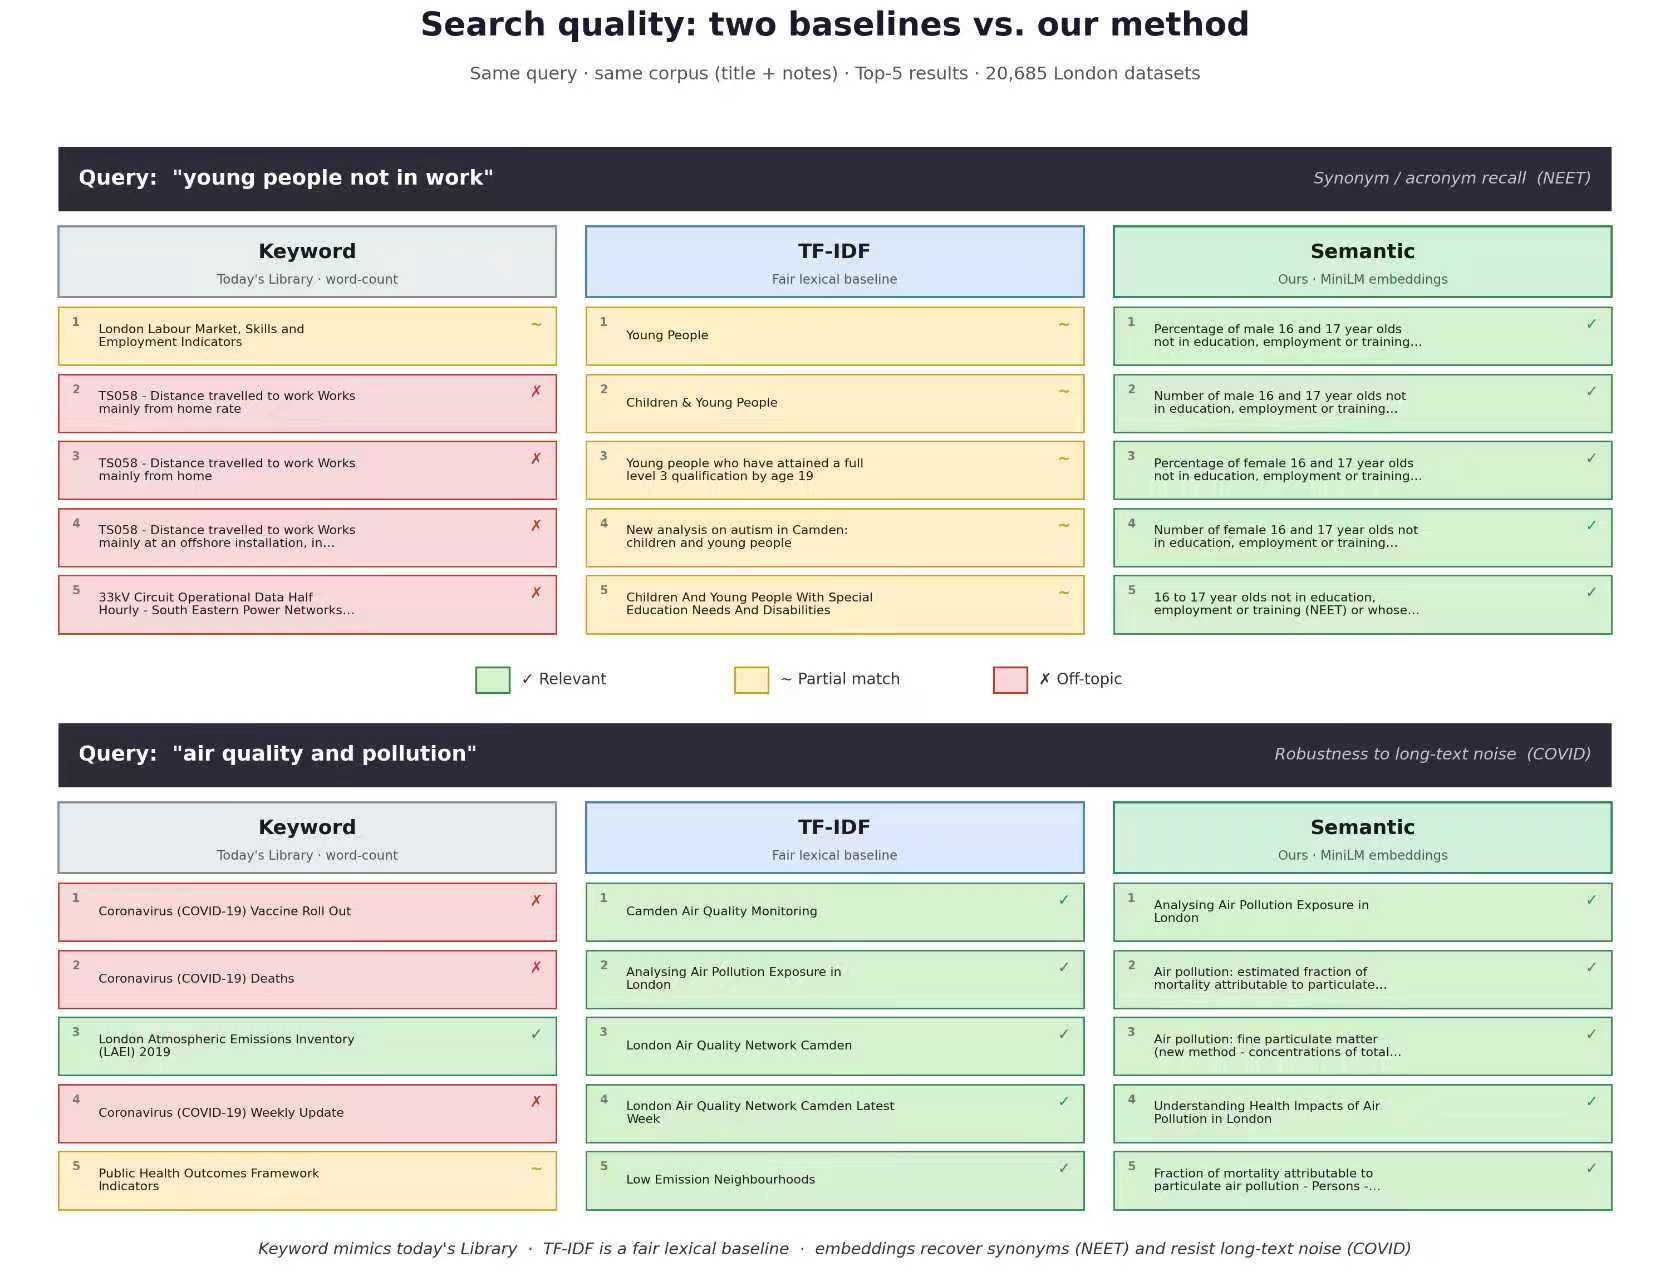 Search quality: two baselines vs. our method
Same query · same corpus (title + notes) · Top-5 results · 20,685 London datasets
Query: "young people not in work"
Synonym / acronym recall (NEET)
Keyword
Today's Library · word-count
1
London Labour Market, Skills and
Employment Indicators
~
2
TS058 - Distance travelled to work Works
mainly from home rate
✗
3
TS058 - Distance travelled to work Works
mainly from home
✗
4
TS058 - Distance travelled to work Works
mainly at an offshore installation, in...
✗
5
33kV Circuit Operational Data Half
Hourly - South Eastern Power Networks...
✗
TF-IDF
Fair lexical baseline
1
Young People
~
2
Children & Young People
~
3
Young people who have attained a full
level 3 qualification by age 19
~
4
New analysis on autism in Camden:
children and young people
~
5
Children And Young People With Special
Education Needs And Disabilities
~
Semantic
Ours · MiniLM embeddings
1
Percentage of male 16 and 17 year olds
not in education, employment or training...
✓
2
Number of male 16 and 17 year olds not
in education, employment or training...
✓
3
Percentage of female 16 and 17 year olds
not in education, employment or training...
✓
4
Number of female 16 and 17 year olds not
in education, employment or training...
✓
5
16 to 17 year olds not in education,
employment or training (NEET) or whose...
✓
✓ Relevant
~ Partial match
✗ Off-topic
Query: "air quality and pollution"
Robustness to long-text noise (COVID)
Keyword
Today's Library · word-count
1
Coronavirus (COVID-19) Vaccine Roll Out
✗
2
Coronavirus (COVID-19) Deaths
✗
3
London Atmospheric Emissions Inventory
(LAEI) 2019
✓
4
Coronavirus (COVID-19) Weekly Update
✗
5
Public Health Outcomes Framework
Indicators
~
TF-IDF
Fair lexical baseline
1
Camden Air Quality Monitoring
✓
2
Analysing Air Pollution Exposure in
London
✓
3
London Air Quality Network Camden
✓
4
London Air Quality Network Camden Latest
Week
✓
5
Low Emission Neighbourhoods
✓
Semantic
Ours · MiniLM embeddings
1
Analysing Air Pollution Exposure in
London
✓
2
Air pollution: estimated fraction of
mortality attributable to particulate...
✓
3
Air pollution: fine particulate matter
(new method - concentrations of total...
✓
4
Understanding Health Impacts of Air
Pollution in London
✓
5
Fraction of mortality attributable to
particulate air pollution - Persons -...
✓
Keyword mimics today's Library · TF-IDF is a fair lexical baseline · embeddings recover synonyms (NEET) and resist long-text noise (COVID)